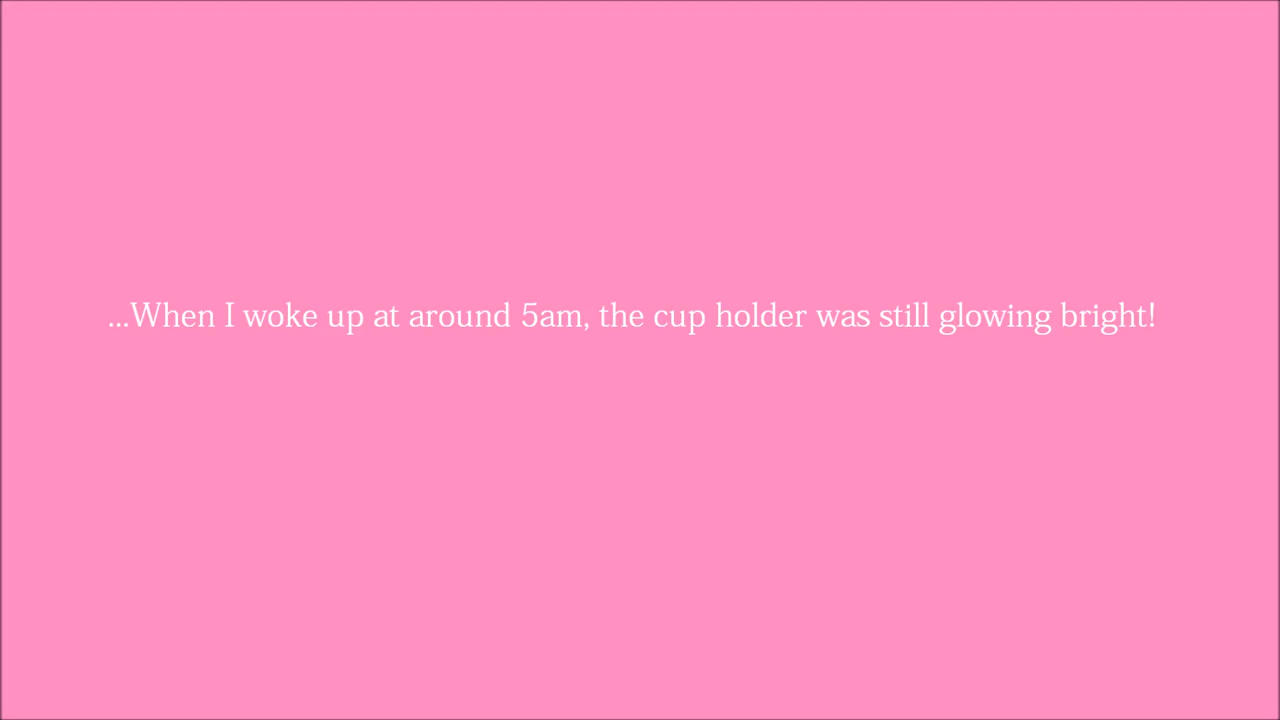 ...When I woke up at around 5am, the cup holder was still glowing bright!